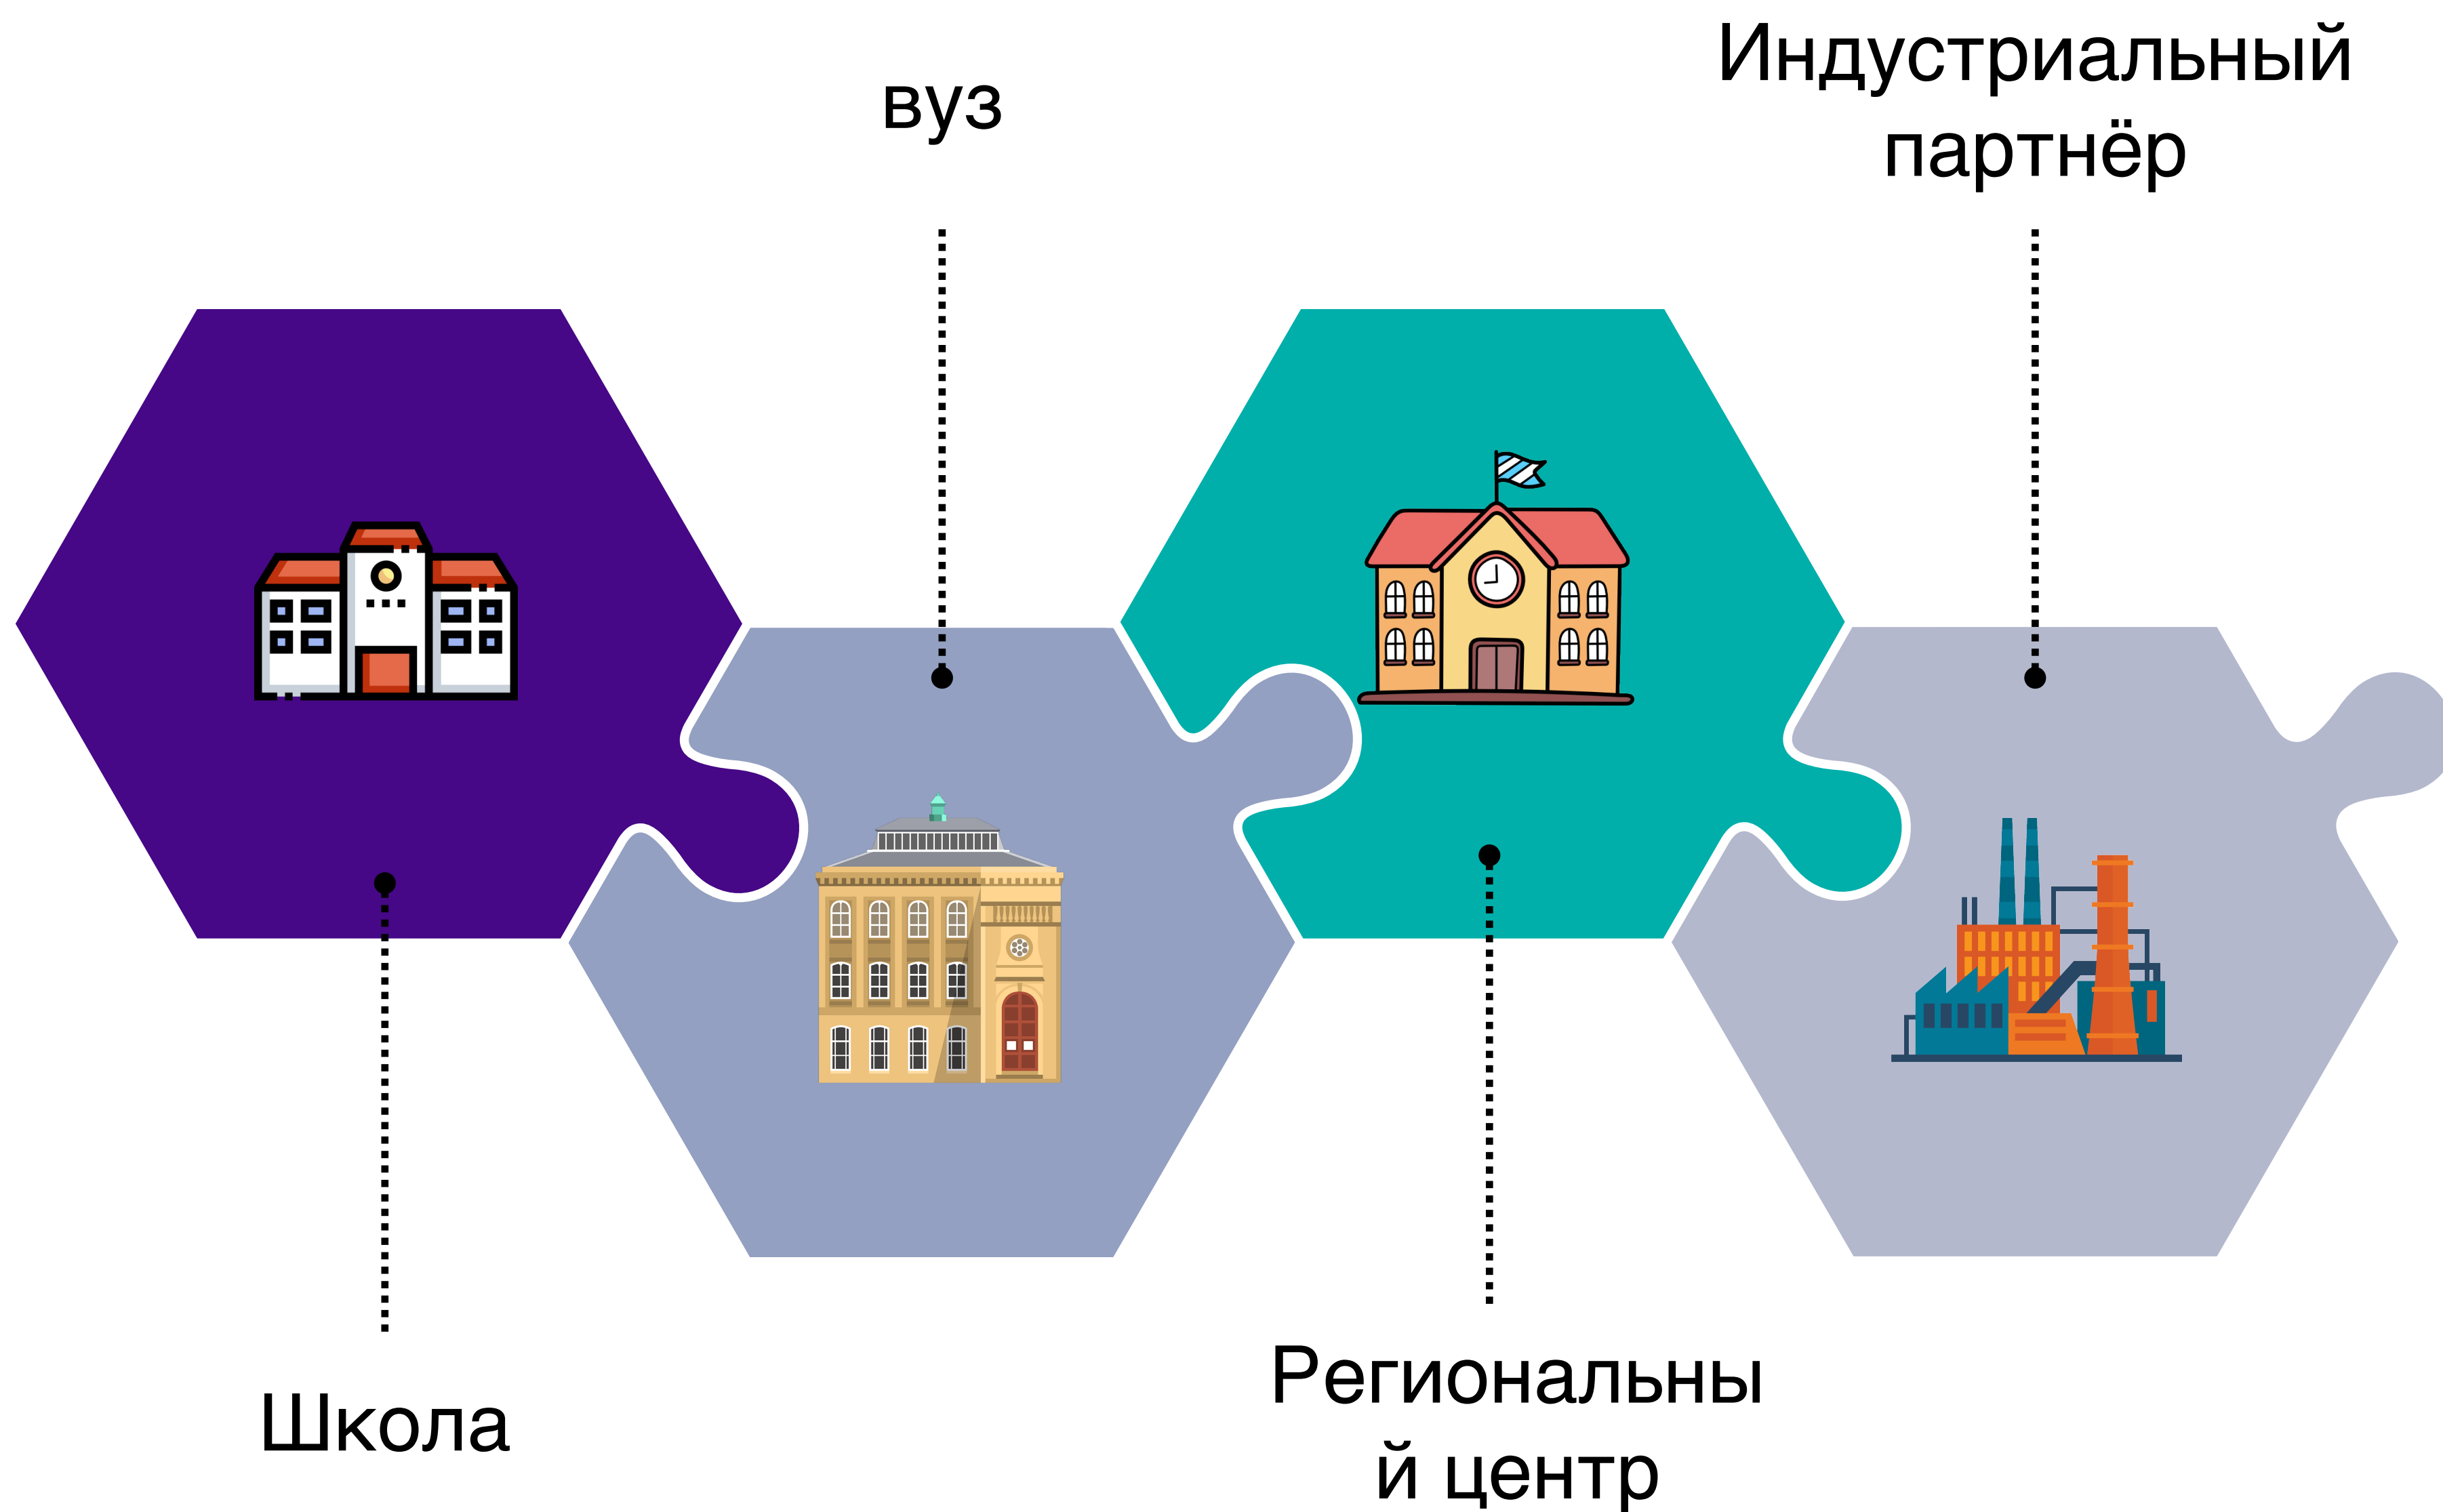 Индустриальный
партнёр
вуз
Школа
Региональны
й центр